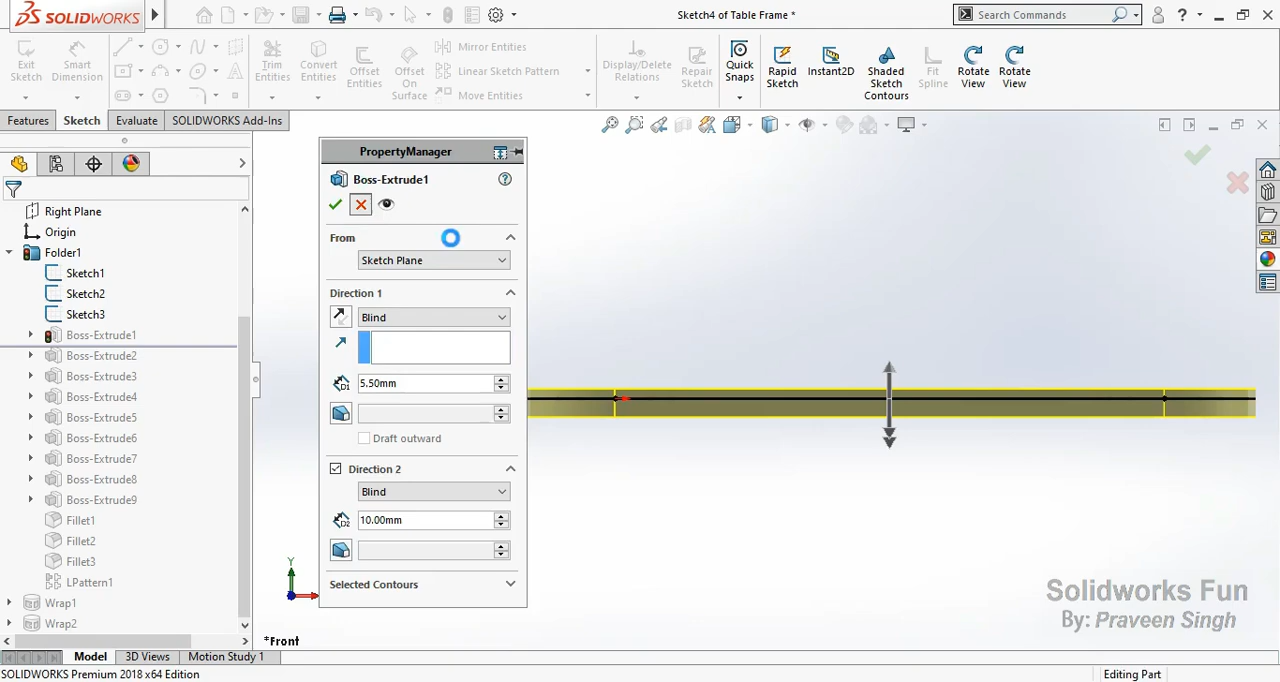 SOLIDWORKS
Sketch4 of Table Frame *
Search Commands
?
Exit Sketch
Smart Dimension
Trim Entities
Convert Entities
Offset Entities
Offset On Surface
Mirror Entities
Linear Sketch Pattern
Move Entities
Display/Delete Relations
Repair Sketch
Quick Snaps
Rapid Sketch
Instant2D
Shaded Sketch Contours
Fit Spline
Rotate View
Rotate View
Features
Sketch
Evaluate
SOLIDWORKS Add-Ins
Right Plane
Origin
Folder1
Sketch1
Sketch2
Sketch3
Boss-Extrude1
Boss-Extrude2
Boss-Extrude3
Boss-Extrude4
Boss-Extrude5
Boss-Extrude6
Boss-Extrude7
Boss-Extrude8
Boss-Extrude9
Fillet1
Fillet2
Fillet3
LPattern1
Wrap1
Wrap2
PropertyManager
Boss-Extrude1
From
Sketch Plane
Direction 1
Blind
5.50mm
Draft outward
Direction 2
Blind
10.00mm
Selected Contours
Y
*Front
Solidworks Fun
By: Praveen Singh
Model
3D Views
Motion Study 1
SOLIDWORKS Premium 2018 x64 Edition
Editing Part